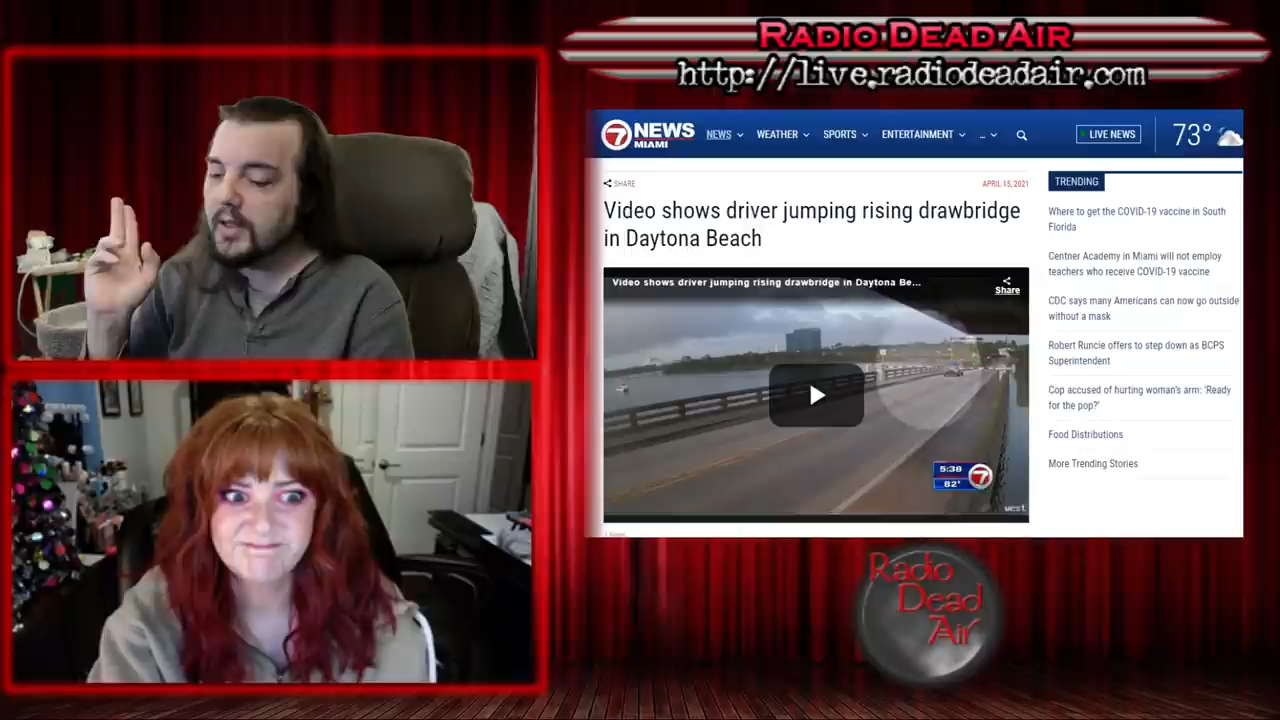 RADIO DEAD AIR
http://live.radiodeadair.com
7 NEWS
MIAMI
NEWS
WEATHER
SPORTS
ENTERTAINMENT
LIVE NEWS
73°
SHARE
APRIL 15, 2021
Video shows driver jumping rising drawbridge
in Daytona Beach
Video shows driver jumping rising drawbridge in Daytona Be...
Share
5:38
82°
7
west
TRENDING
Where to get the COVID-19 vaccine in South
Florida
Centner Academy in Miami will not employ
teachers who receive COVID-19 vaccine
CDC says many Americans can now go outside
without a mask
Robert Runcie offers to step down as BCPS
Superintendent
Cop accused of hurting woman's arm: 'Ready
for the pop?'
Food Distributions
More Trending Stories
Radio
Dead
Air